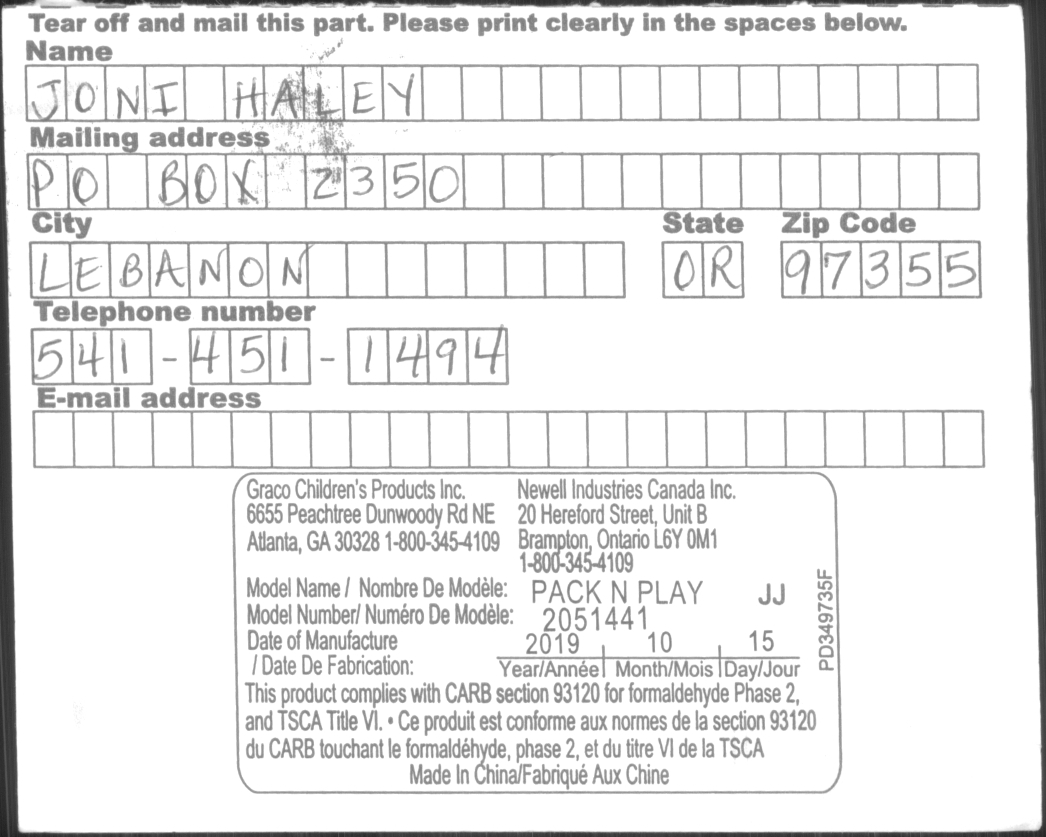 Tear off and mail this part. Please print clearly in the spaces below.
Name
JONI HALEY
Mailing address
PO BOX 2350
City State Zip Code
LEBANON OR 97355
Telephone number
541-451-1494
E-mail address
Graco Children's Products Inc.
6655 Peachtree Dunwoody Rd NE
Atlanta, GA 30328 1-800-345-4109
Newell Industries Canada Inc.
20 Hereford Street, Unit B
Brampton, Ontario L6Y 0M1
1-800-345-4109
Model Name / Nombre De Modèle: PACK N PLAY JJ
Model Number/ Numéro De Modèle: 2051441
Date of Manufacture 2019 10 15
/ Date De Fabrication: Year/Année Month/Mois Day/Jour
PD349735F
This product complies with CARB section 93120 for formaldehyde Phase 2,
and TSCA Title VI. • Ce produit est conforme aux normes de la section 93120
du CARB touchant le formaldéhyde, phase 2, et du titre VI de la TSCA
Made In China/Fabriqué Aux Chine